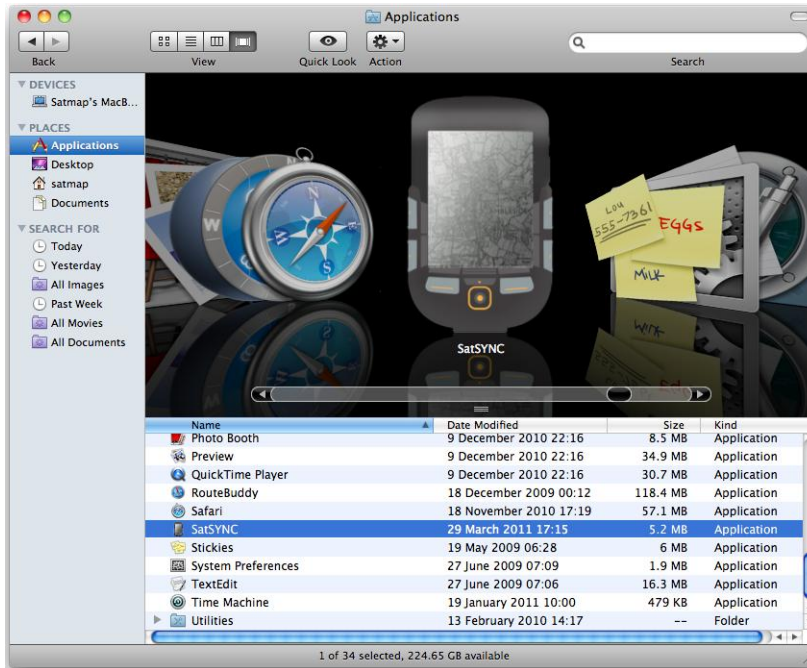 Applications
Back
View
Quick Look
Action
Search
DEVICES
Satmap's MacB...
PLACES
Applications
Desktop
satmap
Documents
SEARCH FOR
Today
Yesterday
All Images
Past Week
All Movies
All Documents
N
W
S
LOU
555-7361
EGGS
MILK
SatSYNC
Name Date Modified Size Kind
Photo Booth 9 December 2010 22:16 8.5 MB Application
Preview 9 December 2010 22:16 34.9 MB Application
QuickTime Player 9 December 2010 22:16 30.7 MB Application
RouteBuddy 18 December 2009 00:12 118.4 MB Application
Safari 18 November 2010 17:19 57.1 MB Application
SatSYNC 29 March 2011 17:15 5.2 MB Application
Stickies 19 May 2009 06:28 6 MB Application
System Preferences 27 June 2009 07:09 1.9 MB Application
TextEdit 27 June 2009 07:06 16.3 MB Application
Time Machine 19 January 2011 10:00 479 KB Application
Utilities 13 February 2010 14:17 -- Folder
1 of 34 selected, 224.65 GB available